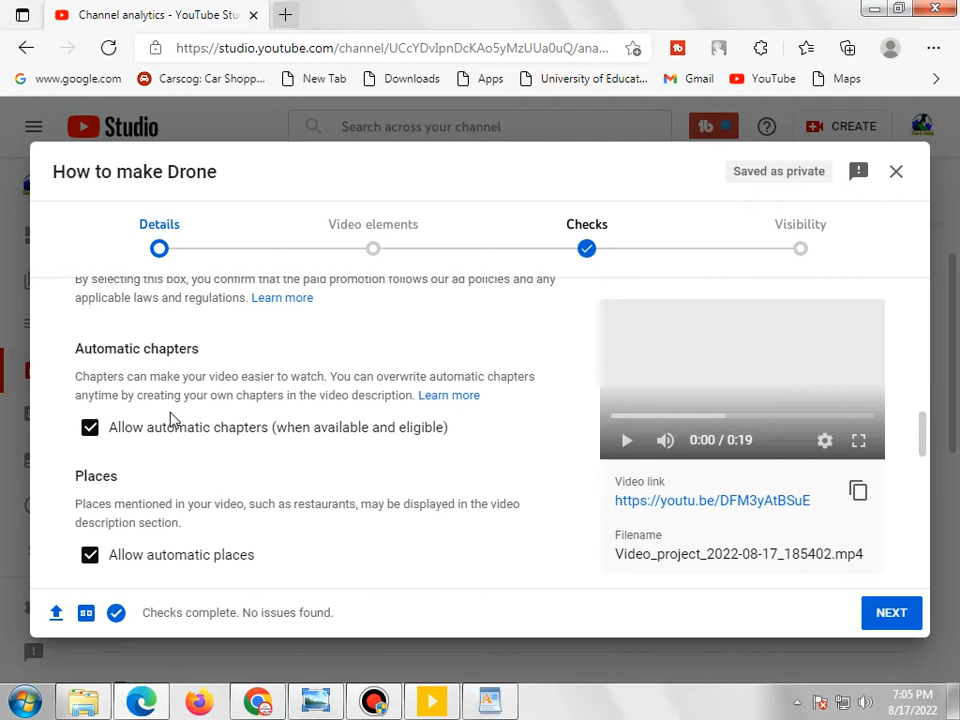 Channel analytics - YouTube Stu
https://studio.youtube.com/channel/UCcYDvIpnDcKAo5yMzUUa0uQ/ana...
www.google.com Carscog: Car Shopp... New Tab Downloads Apps University of Educat... Gmail YouTube Maps
Studio Search across your channel CREATE
How to make Drone Saved as private
Details Video elements Checks Visibility
By selecting this box, you confirm that the paid promotion follows our ad policies and any
applicable laws and regulations. Learn more
Automatic chapters
Chapters can make your video easier to watch. You can overwrite automatic chapters
anytime by creating your own chapters in the video description. Learn more
Allow automatic chapters (when available and eligible)
Places
Places mentioned in your video, such as restaurants, may be displayed in the video
description section.
Allow automatic places
0:00 / 0:19
Video link
https://youtu.be/DFM3yAtBSuE
Filename
Video_project_2022-08-17_185402.mp4
SD Checks complete. No issues found. NEXT
7:05 PM
8/17/2022